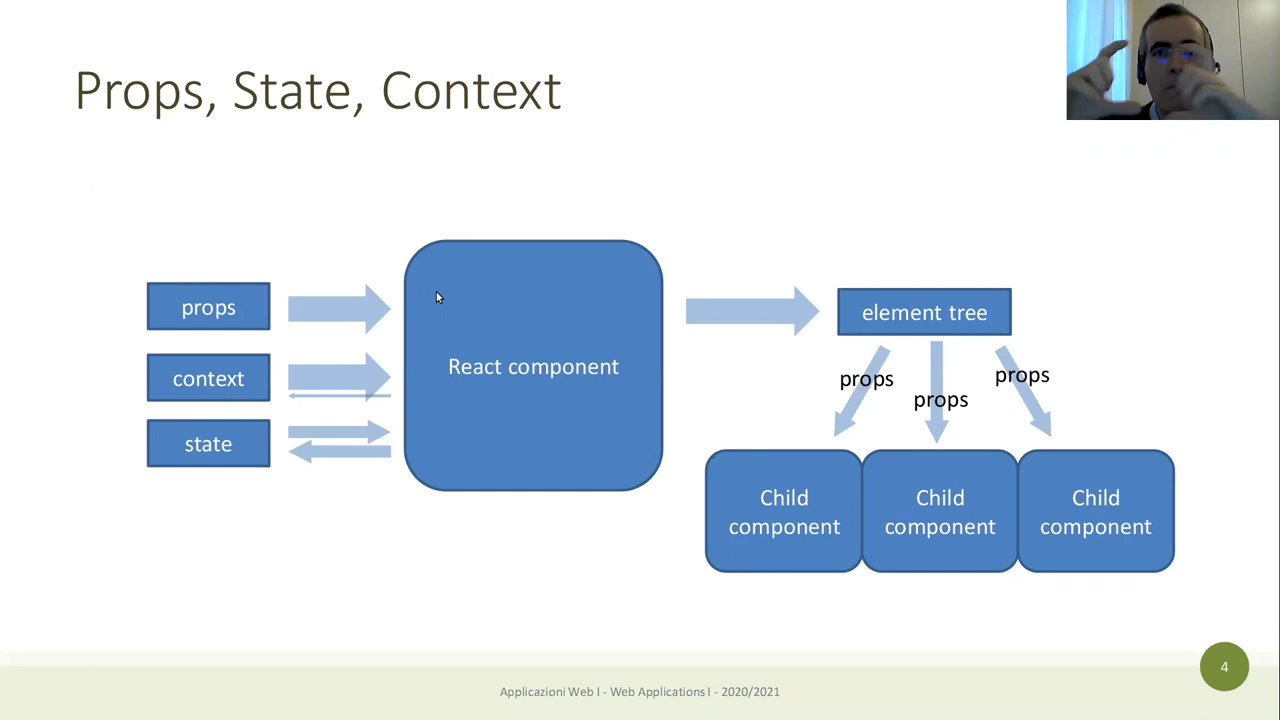 Props, State, Context
props
context
state
React component
element tree
props
props
props
Child
component
Child
component
Child
component
4
Applicazioni Web I - Web Applications I - 2020/2021